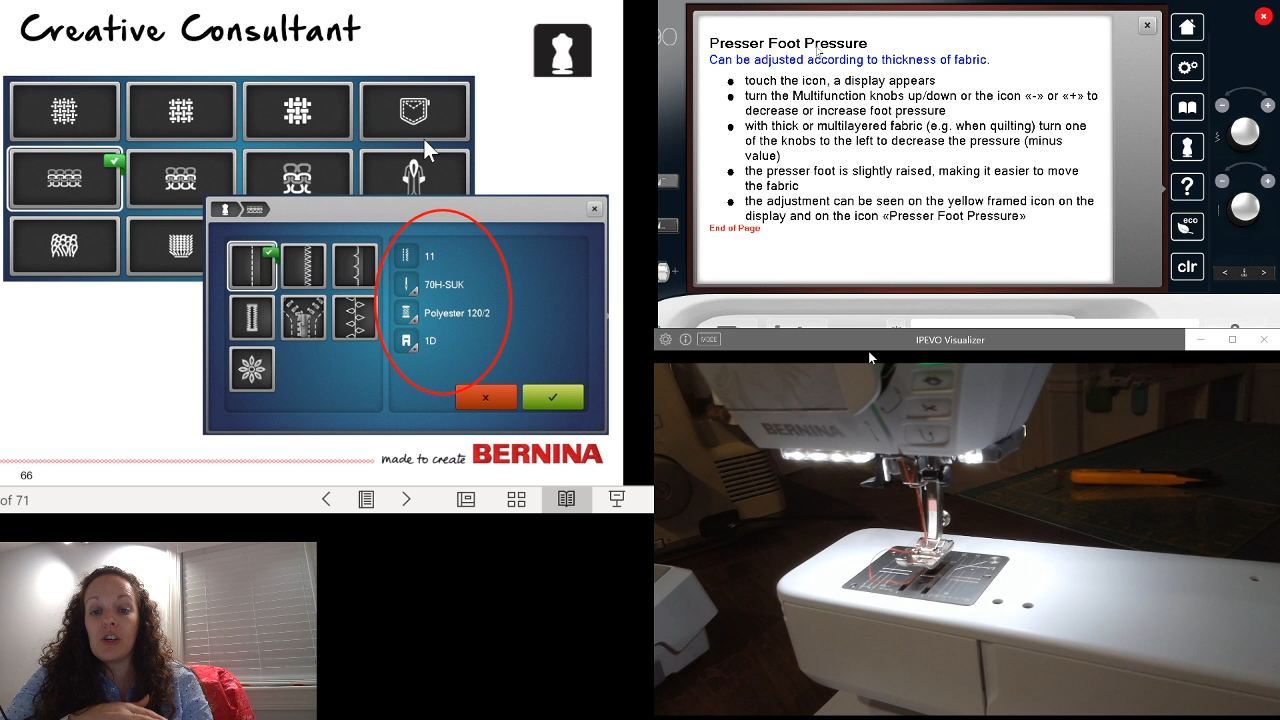 Creative Consultant
11
70H-SUK
Polyester 120/2
1D
made to create BERNINA
66
of 71
90
Presser Foot Pressure
Can be adjusted according to thickness of fabric.
● touch the icon, a display appears
● turn the Multifunction knobs up/down or the icon «-» or «+» to
decrease or increase foot pressure
● with thick or multilayered fabric (e.g. when quilting) turn one
of the knobs to the left to decrease the pressure (minus
value)
● the presser foot is slightly raised, making it easier to move
the fabric
● the adjustment can be seen on the yellow framed icon on the
display and on the icon «Presser Foot Pressure»
End of Page
?
eco
clr
MODE
IPEVO Visualizer
BERNINA